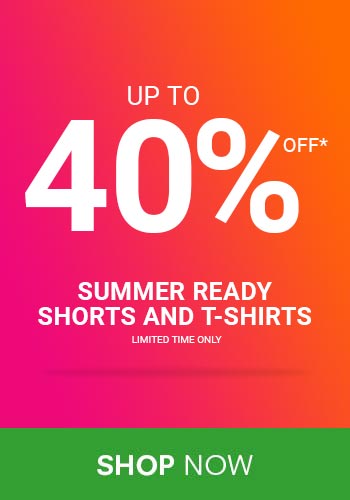 UP TO
40% OFF*
SUMMER READY
SHORTS AND T-SHIRTS
LIMITED TIME ONLY
SHOP NOW